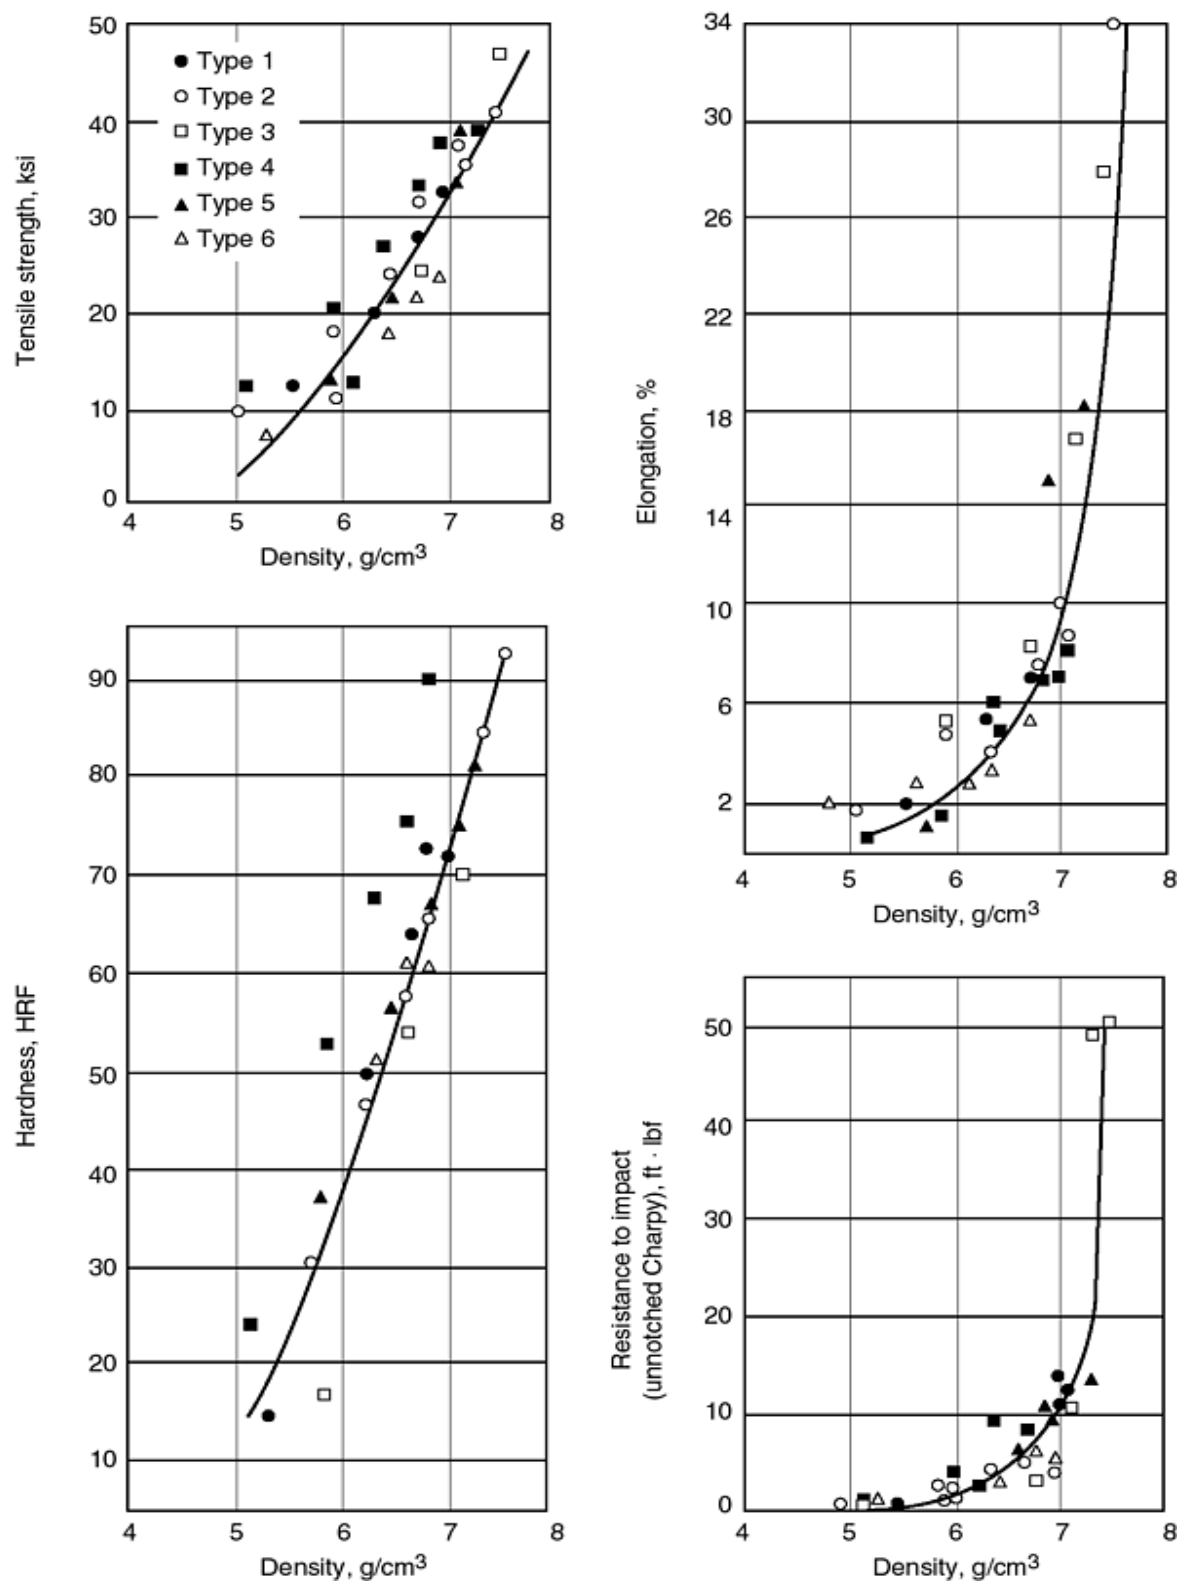 50
40
30
20
10
0
Type 1
Type 2
Type 3
Type 4
Type 5
Type 6
Tensile strength, ksi
4 5 6 7 8
Density, g/cm³
34
30
26
22
18
14
10
6
2
Elongation, %
4 5 6 7 8
Density, g/cm³
90
80
70
60
50
40
30
20
10
Hardness, HRF
4 5 6 7 8
Density, g/cm³
50
40
30
20
10
0
Resistance to impact
(unnotched Charpy), ft · lbf
4 5 6 7 8
Density, g/cm³